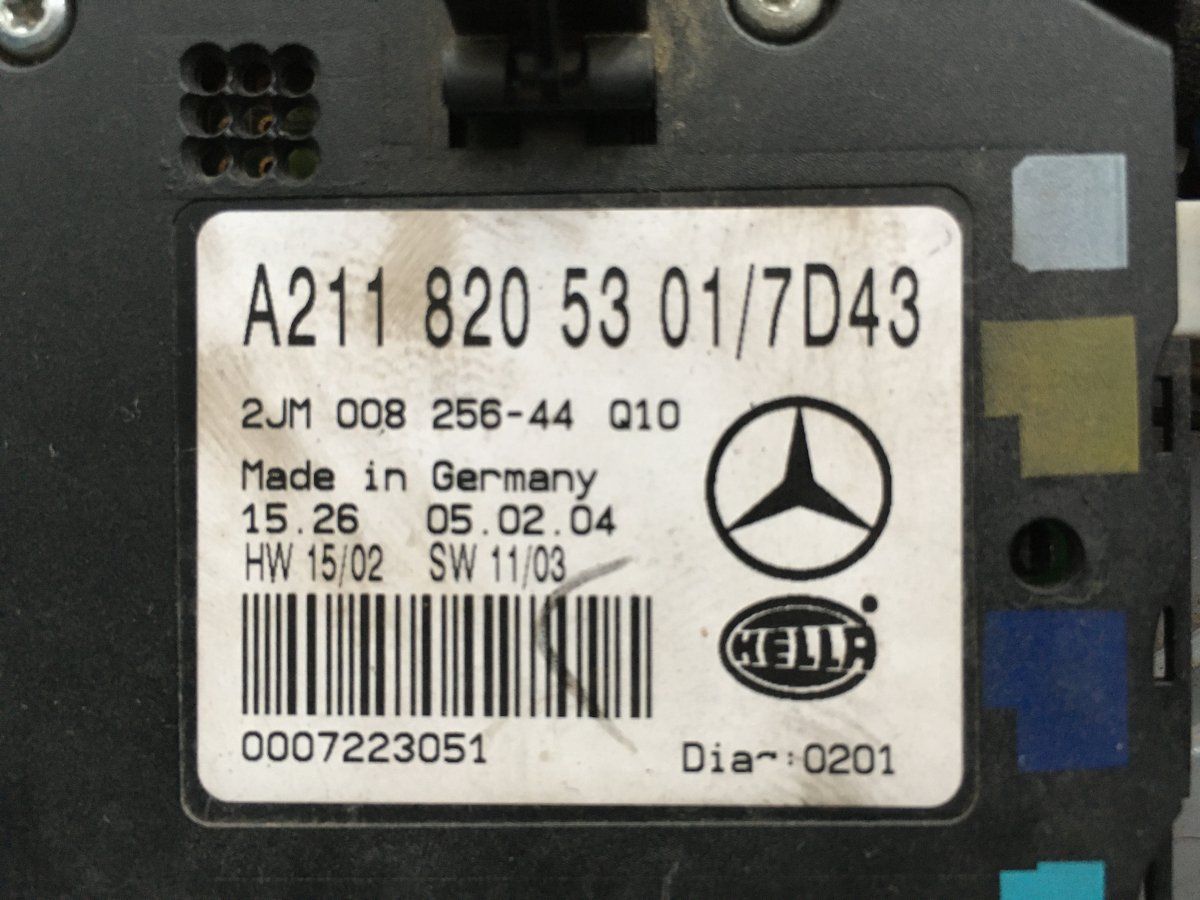 A211 820 53 01/7D43
2JM 008 256-44 Q10
Made in Germany
15.26 05.02.04
HW 15/02 SW 11/03
HELLA
0007223051
Dia~:0201